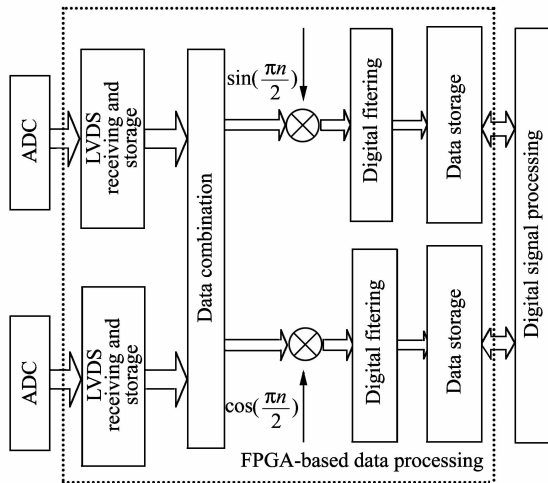 ADC
LVDS
receiving and
storage
Data combination
sin(πn/2)
Digital fitering
Data storage
Digital signal processing
ADC
LVDS
receiving and
storage
cos(πn/2)
Digital filtering
Data storage
FPGA-based data processing